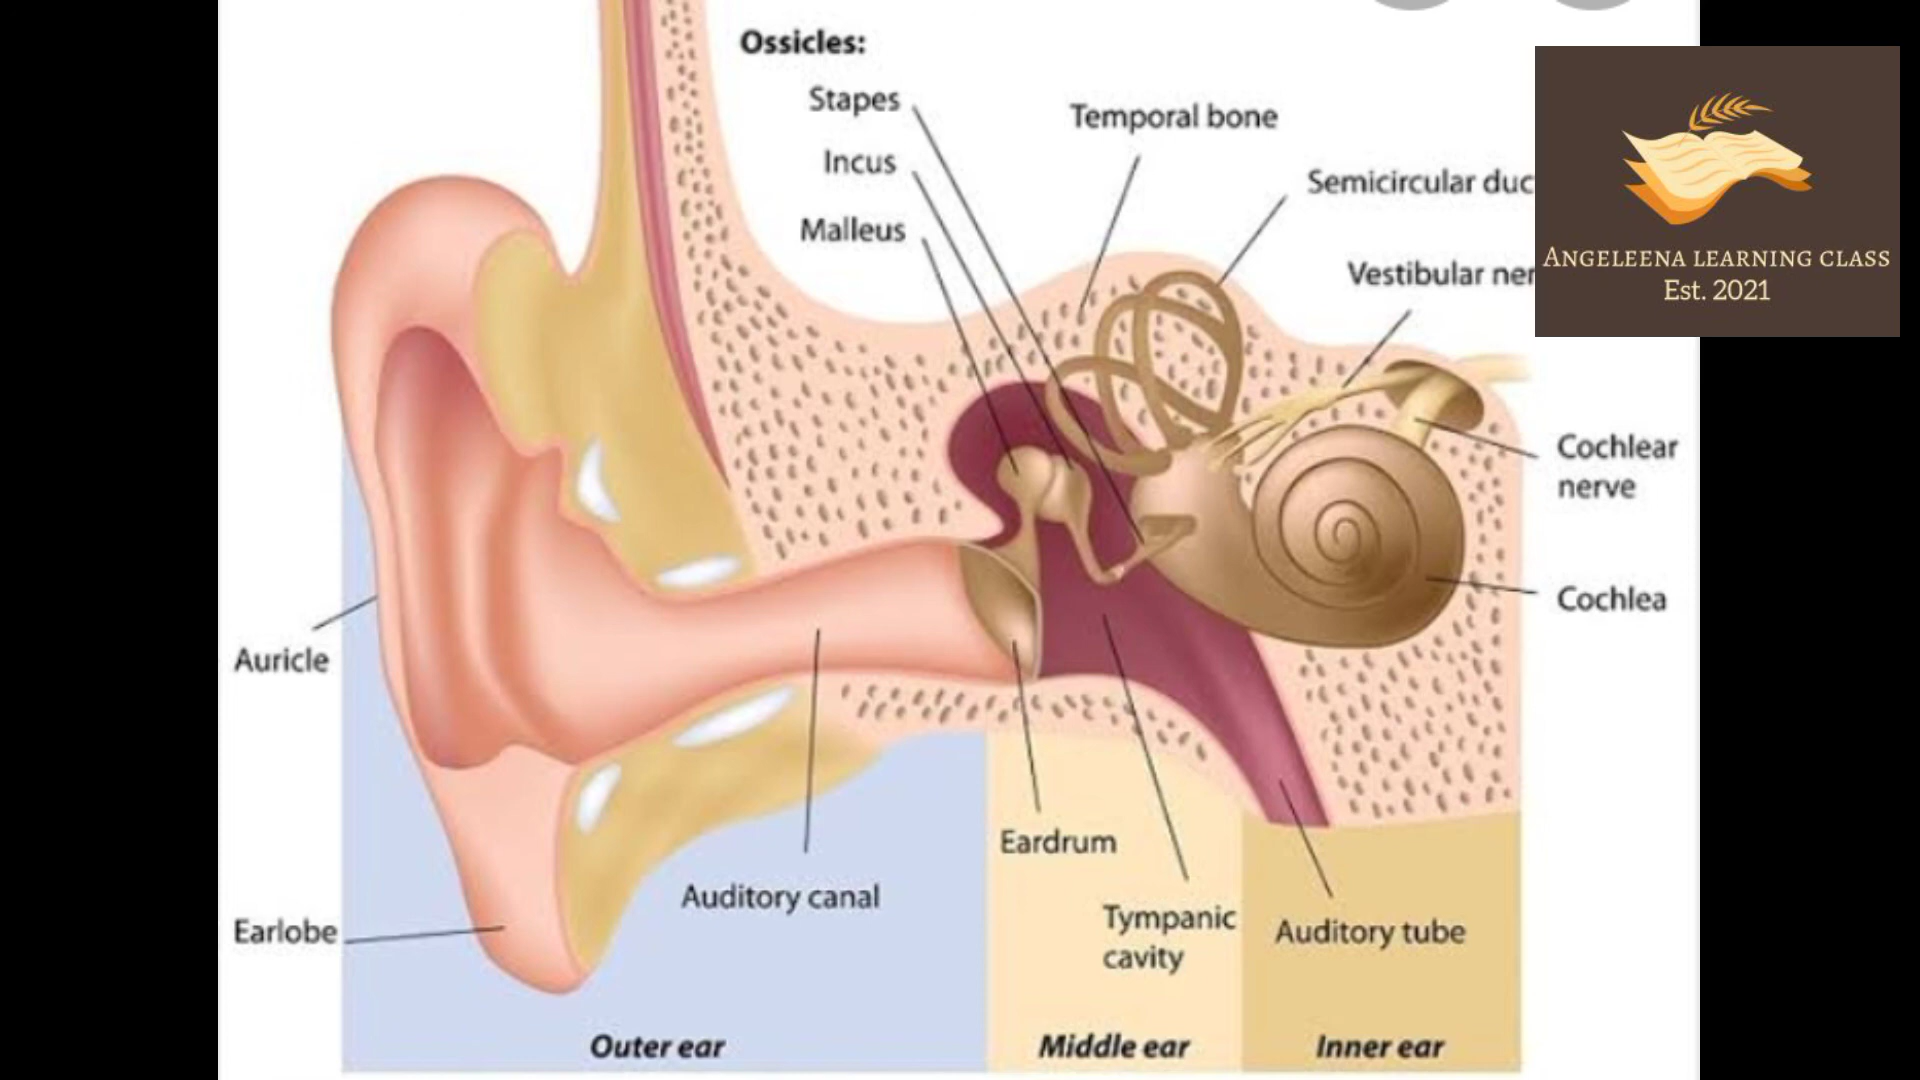 Ossicles:
Stapes
Incus
Malleus
Temporal bone
Semicircular duc
Vestibular ner
ANGELEENA LEARNING CLASS
Est. 2021
Cochlear
nerve
Cochlea
Auricle
Eardrum
Auditory canal
Tympanic
cavity
Auditory tube
Earlobe
Outer ear
Middle ear
Inner ear